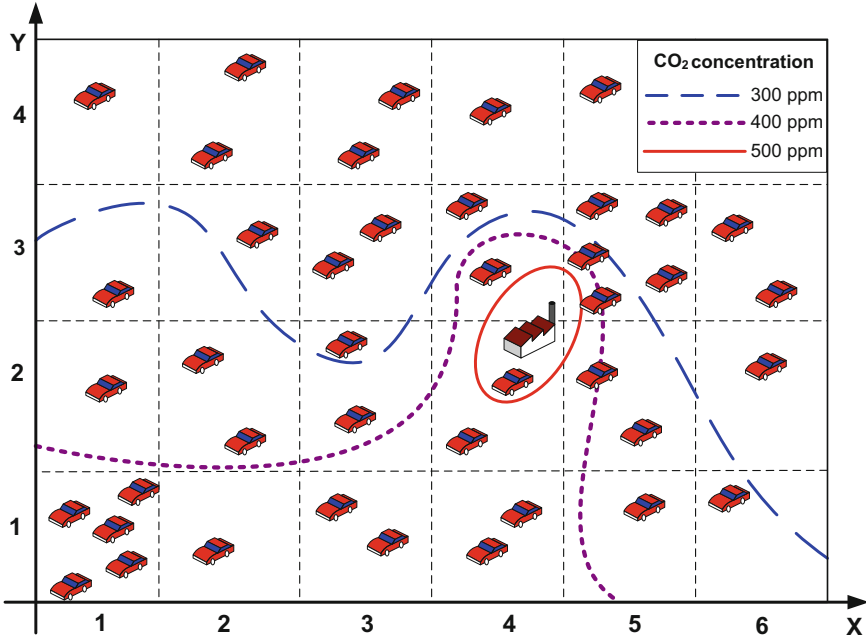 Y
CO₂ concentration
300 ppm
400 ppm
500 ppm
4
3
2
1
1 2 3 4 5 6 X